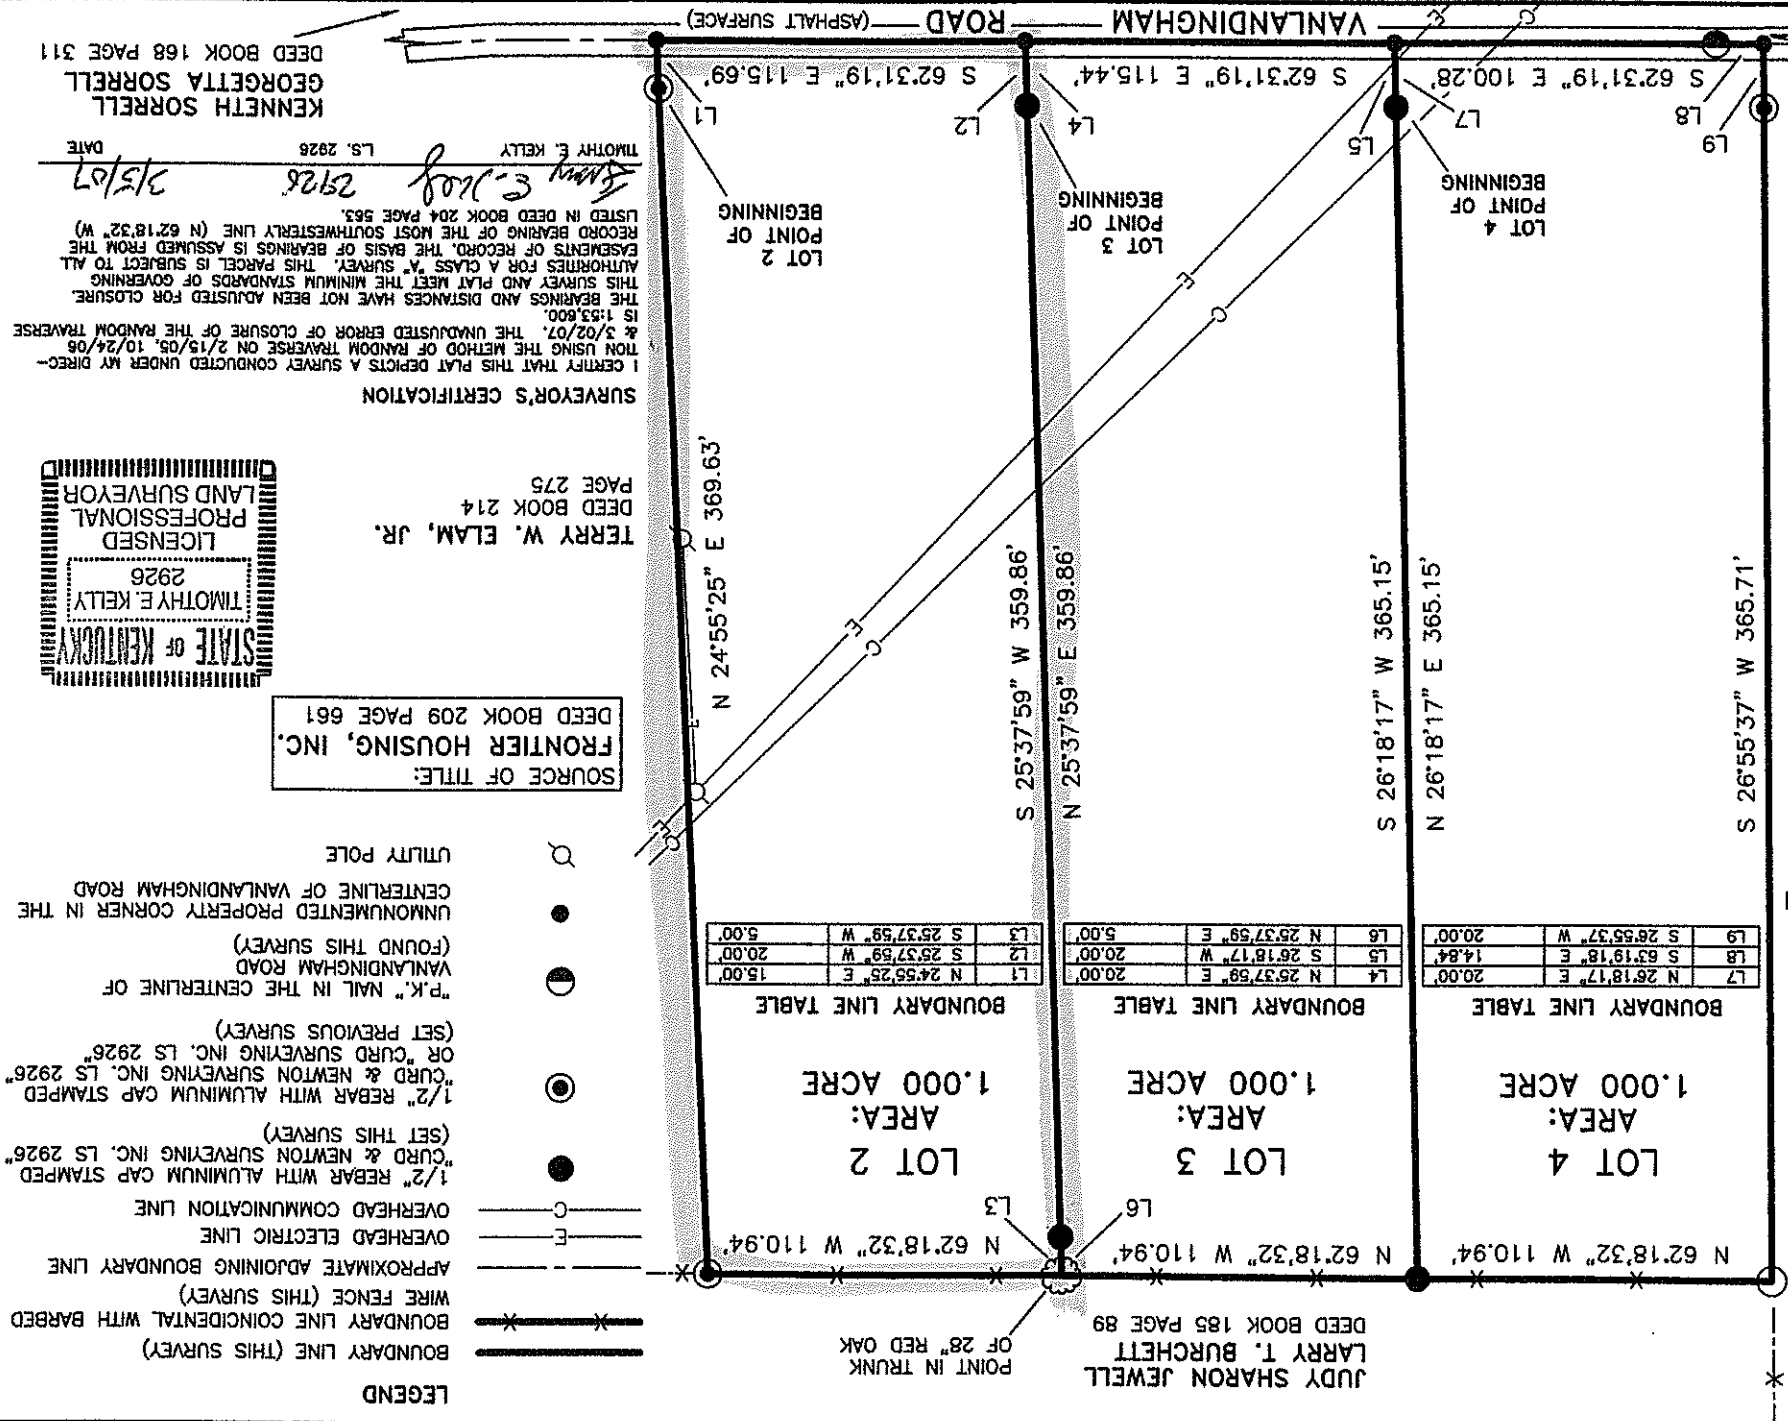 LEGEND
BOUNDARY LINE (THIS SURVEY)
BOUNDARY LINE COINCIDENTAL WITH BARBED
WIRE FENCE (THIS SURVEY)
APPROXIMATE ADJOINING BOUNDARY LINE
E
OVERHEAD ELECTRIC LINE
C
OVERHEAD COMMUNICATION LINE
1/2" REBAR WITH ALUMINUM CAP STAMPED
"CURD & NEWTON SURVEYING INC. LS 2926"
(SET THIS SURVEY)
1/2" REBAR WITH ALUMINUM CAP STAMPED
"CURD & NEWTON SURVEYING INC. LS 2926"
OR "CURD SURVEYING INC. LS 2926"
(SET PREVIOUS SURVEY)
"P.K." NAIL IN THE CENTERLINE OF
VANLANDINGHAM ROAD
(FOUND THIS SURVEY)
UNMONUMENTED PROPERTY CORNER IN THE
CENTERLINE OF VANLANDINGHAM ROAD
UTILITY POLE
SOURCE OF TITLE:
FRONTIER HOUSING, INC.
DEED BOOK 209 PAGE 661
STATE OF KENTUCKY
TIMOTHY E. KELLY
2926
LICENSED
PROFESSIONAL
LAND SURVEYOR
TERRY W. ELAM, JR.
DEED BOOK 214
PAGE 275
SURVEYOR'S CERTIFICATION
I CERTIFY THAT THIS PLAT DEPICTS A SURVEY CONDUCTED UNDER MY DIREC-
TION USING THE METHOD OF RANDOM TRAVERSE ON 2/15/05, 10/24/06
& 3/02/07. THE UNADJUSTED ERROR OF CLOSURE OF THE RANDOM TRAVERSE
IS 1:53,600.
THE BEARINGS AND DISTANCES HAVE NOT BEEN ADJUSTED FOR CLOSURE.
THIS SURVEY AND PLAT MEET THE MINIMUM STANDARDS OF GOVERNING
AUTHORITIES FOR A CLASS "A" SURVEY. THIS PARCEL IS SUBJECT TO ALL
EASEMENTS OF RECORD. THE BASIS OF BEARINGS IS ASSUMED FROM THE
RECORD BEARING OF THE MOST SOUTHWESTERLY LINE (N 62°18'32" W)
LISTED IN DEED BOOK 204 PAGE 563.
2926 3/5/07
TIMOTHY E. KELLY LS. 2926 DATE
KENNETH SORRELL
GEORGETTA SORRELL
DEED BOOK 168 PAGE 311
JUDY SHARON JEWELL
LARRY T. BURCHETT
DEED BOOK 185 PAGE 89
POINT IN TRUNK
OF 28" RED OAK
N 62°18'32" W 110.94'
N 62°18'32" W 110.94'
N 62°18'32" W 110.94'
L3
L6
LOT 2
AREA:
1.000 ACRE
LOT 3
AREA:
1.000 ACRE
LOT 4
AREA:
1.000 ACRE
BOUNDARY LINE TABLE
L1 N 24°55'25" E 15.00'
L2 S 25°37'59" W 20.00'
L3 S 25°37'59" W 5.00'
BOUNDARY LINE TABLE
L4 N 25°37'59" E 20.00'
L5 S 26°18'17" W 20.00'
L6 N 25°37'59" E 5.00'
BOUNDARY LINE TABLE
L7 N 26°18'17" E 20.00'
L8 S 63°19'18" E 14.84'
L9 S 26°55'37" W 20.00'
N 24°55'25" E 369.63'
S 25°37'59" W 359.86'
N 25°37'59" E 359.86'
S 26°18'17" W 365.15'
N 26°18'17" E 365.15'
S 26°55'37" W 365.71'
E
C
E
C
E
C
E
C
LOT 2
POINT OF
BEGINNING
LOT 3
POINT OF
BEGINNING
LOT 4
POINT OF
BEGINNING
L1
L2
L4
L5
L7
L8
L9
S 62°31'19" E 115.69'
S 62°31'19" E 115.44'
S 62°31'19" E 100.28'
VANLANDINGHAM ROAD (ASPHALT SURFACE)